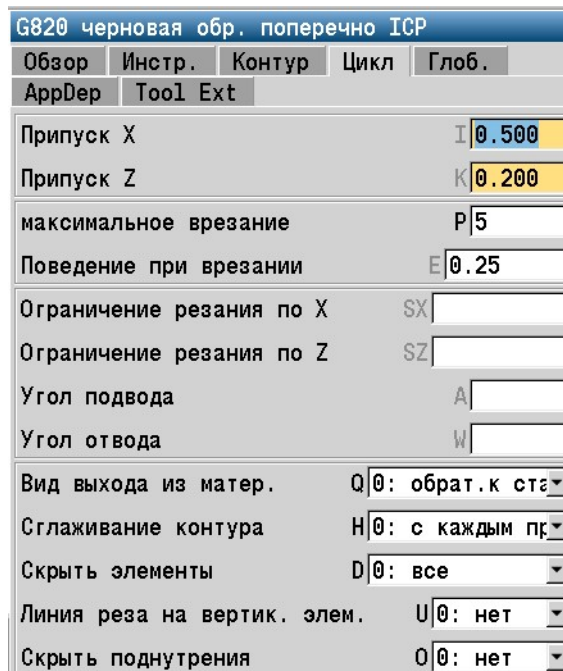 G820 черновая обр. поперечно ICP
Обзор Инстр. Контур Цикл Глоб.
AppDep Tool Ext
Припуск X I 0.500
Припуск Z K 0.200
максимальное врезание P 5
Поведение при врезании E 0.25
Ограничение резания по X SX
Ограничение резания по Z SZ
Угол подвода A
Угол отвода W
Вид выхода из матер. Q 0: обрат.к ста
Сглаживание контура H 0: с каждым пр
Скрыть элементы D 0: все
Линия реза на вертик. элем. U 0: нет
Скрыть поднутрения O 0: нет